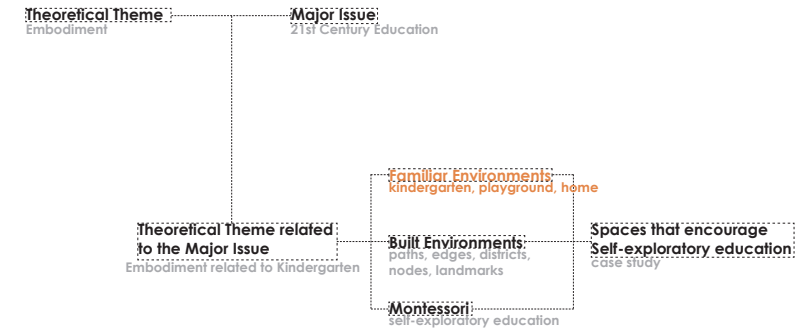 Theoretical Theme
Embodiment
Major Issue
21st Century Education
Familiar Environments
kindergarten, playground, home
Theoretical Theme related
to the Major Issue
Embodiment related to Kindergarten
Built Environments
paths, edges, districts,
nodes, landmarks
Montessori
self-exploratory education
Spaces that encourage
Self-exploratory education
case study